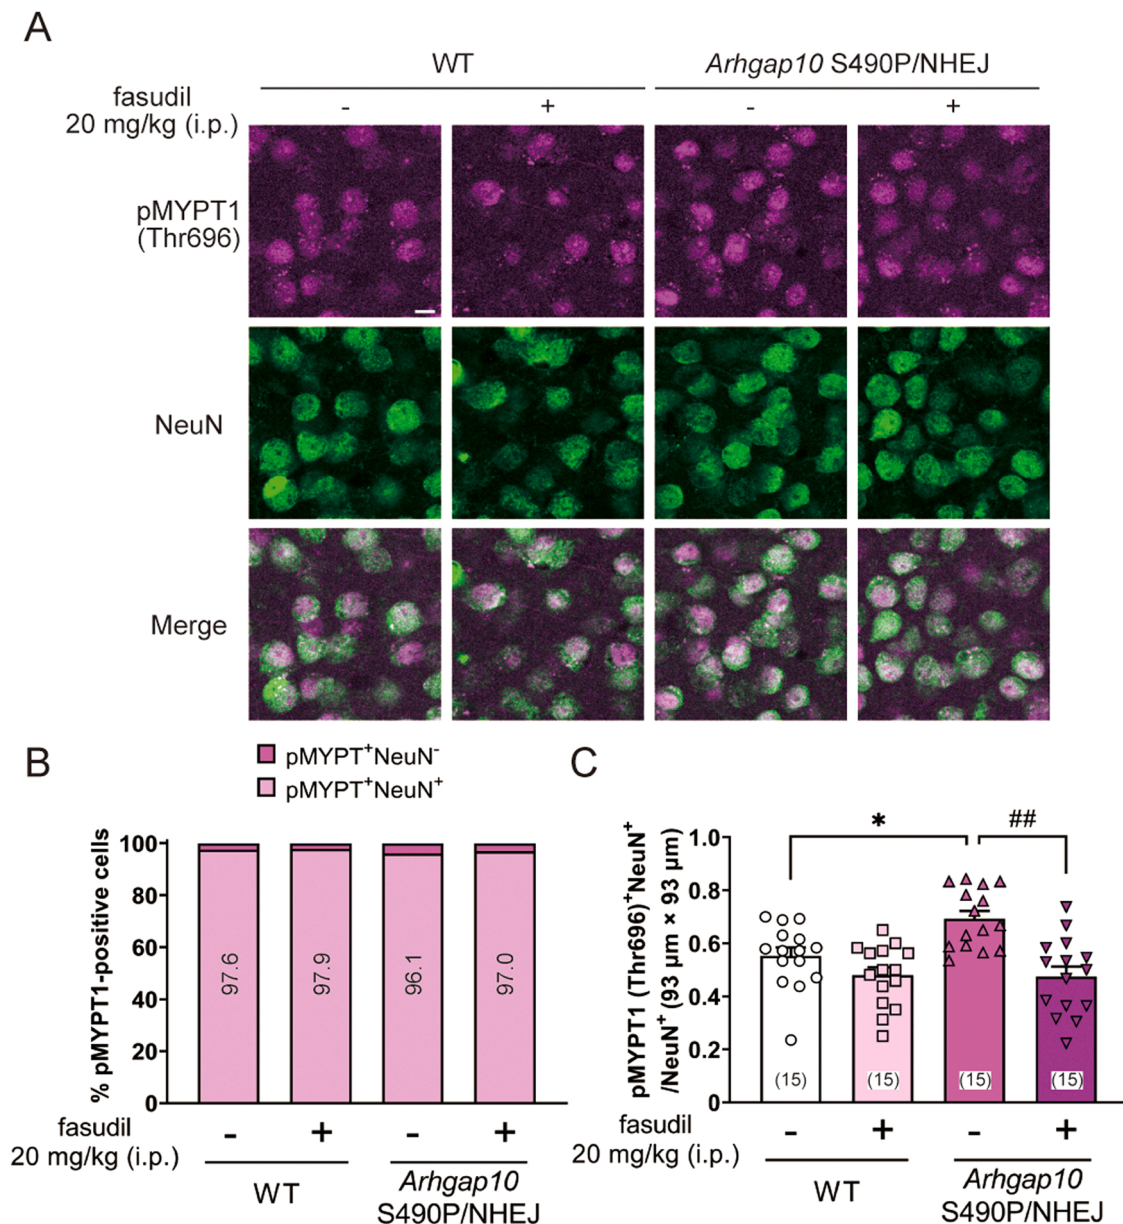 A
WT
Arhgap10 S490P/NHEJ
fasudil
20 mg/kg (i.p.)
- + - +
pMYPT1
(Thr696)
NeuN
Merge
B
pMYPT⁺NeuN⁻
pMYPT⁺NeuN⁺
% pMYPT1-positive cells
100
80
60
40
20
0
97.6
97.9
96.1
97.0
fasudil
20 mg/kg (i.p.)
- + - +
WT
Arhgap10
S490P/NHEJ
C
pMYPT1 (Thr696)⁺NeuN⁺
/NeuN⁺ (93 µm × 93 µm)
1.0
0.8
0.6
0.4
0.2
0
*
##
(15)
(15)
(15)
(15)
fasudil
20 mg/kg (i.p.)
- + - +
WT
Arhgap10
S490P/NHEJ